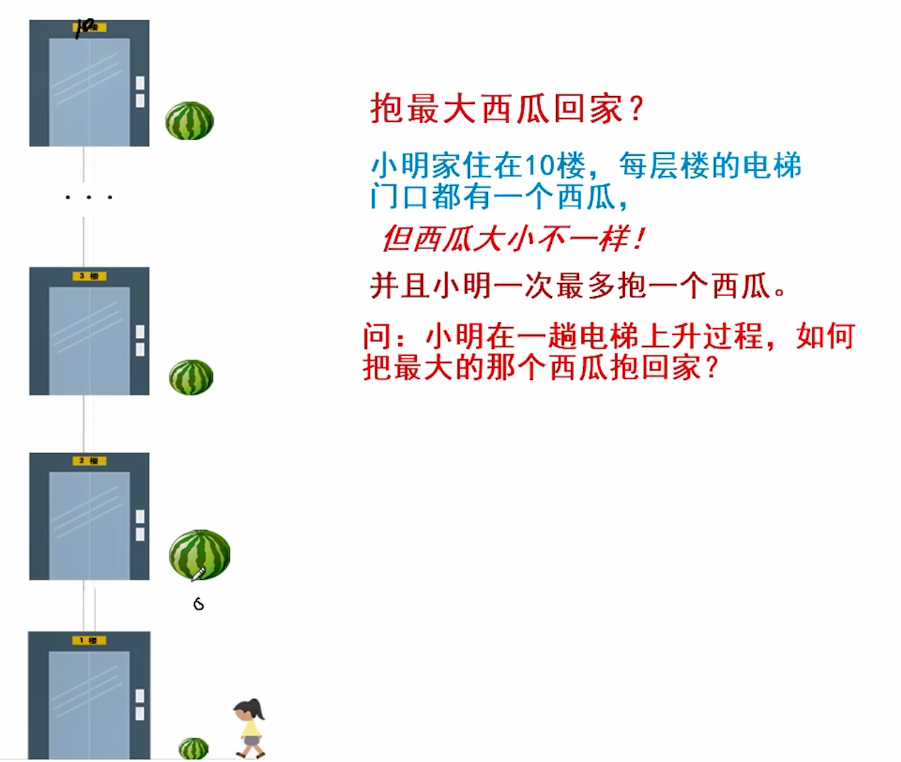 抱最大西瓜回家？
小明家住在10楼，每层楼的电梯
门口都有一个西瓜，
但西瓜大小不一样！
并且小明一次最多抱一个西瓜。
问：小明在一趟电梯上升过程，如何
把最大的那个西瓜抱回家？
10楼
...
3 楼
2 楼
6
1 楼